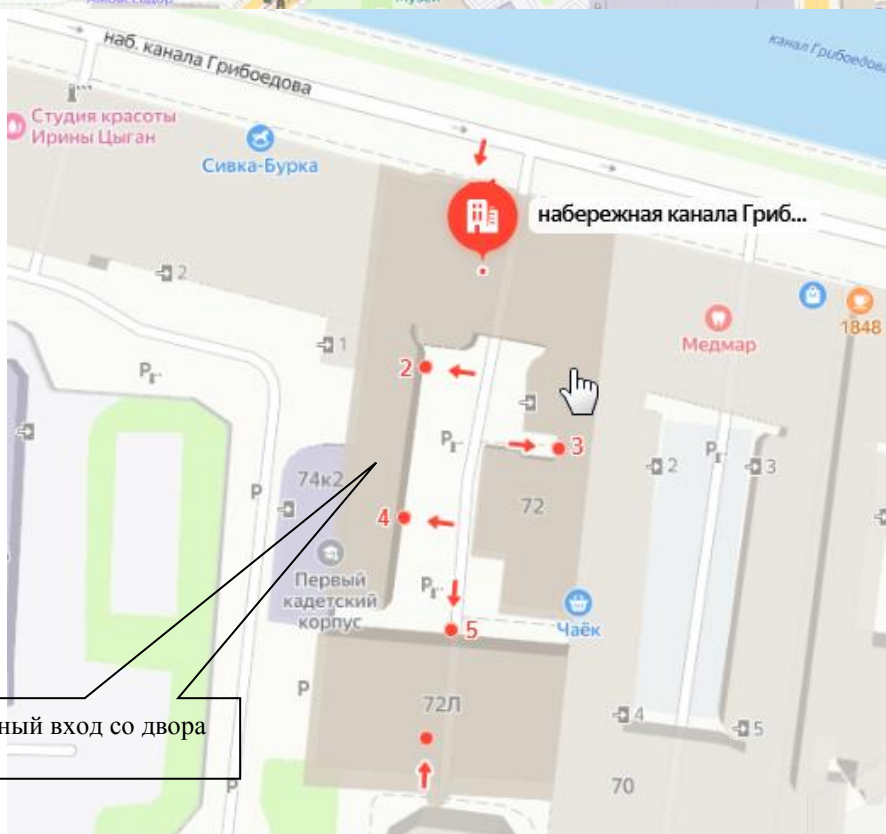 Музей
наб. канала Грибоедова
канал Грибоедова
Студия красоты
Ирины Цыган
Сивка-Бурка
набережная канала Гриб...
2
1
1848
Медмар
P
2
3
P
2
P
3
74к2
P
72
4
Первый
кадетский
корпус
P
5
Чаёк
P
72Л
4
5
ный вход со двора
P
70